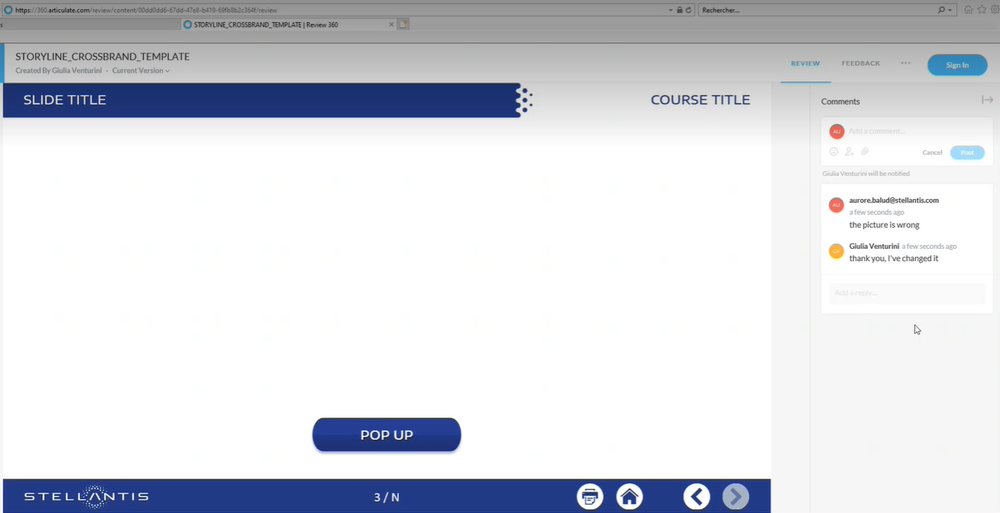 https://360.articulate.com/review/content/00dd0dd6-67dd-47e8-b419-69fb8b2c364f/review
Rechercher...
s
STORYLINE_CROSSBRAND_TEMPLATE | Review 360
STORYLINE_CROSSBRAND_TEMPLATE
Created By Giulia Venturini · Current Version
REVIEW
FEEDBACK
Sign In
SLIDE TITLE
COURSE TITLE
Comments
AU
Add a comment...
Cancel
Post
Giulia Venturini will be notified
AU
aurore.balud@stellantis.com
a few seconds ago
the picture is wrong
GV
Giulia Venturini a few seconds ago
thank you, I've changed it
Add a reply...
POP UP
STELLANTIS
3 / N